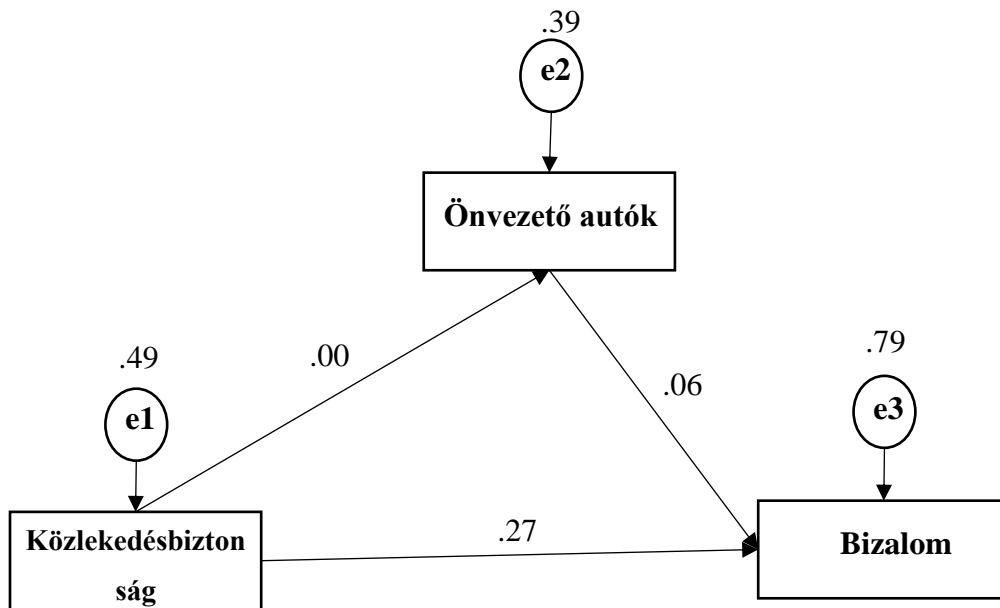 .39
e2
Önvezető autók
.49
.00
.79
.06
e1
e3
.27
Közlekedésbizton
ság
Bizalom